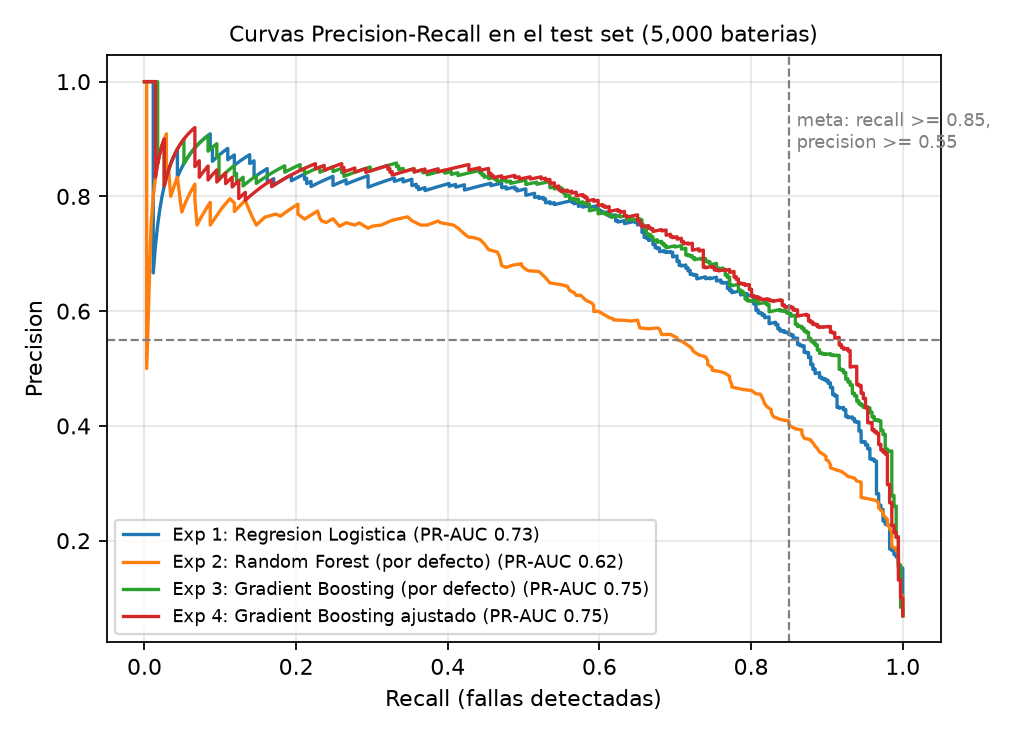 Curvas Precision-Recall en el test set (5,000 baterias)
1.0
0.8
0.6
0.4
0.2
Precision
meta: recall >= 0.85,
precision >= 0.55
Exp 1: Regresion Logistica (PR-AUC 0.73)
Exp 2: Random Forest (por defecto) (PR-AUC 0.62)
Exp 3: Gradient Boosting (por defecto) (PR-AUC 0.75)
Exp 4: Gradient Boosting ajustado (PR-AUC 0.75)
0.0 0.2 0.4 0.6 0.8 1.0
Recall (fallas detectadas)